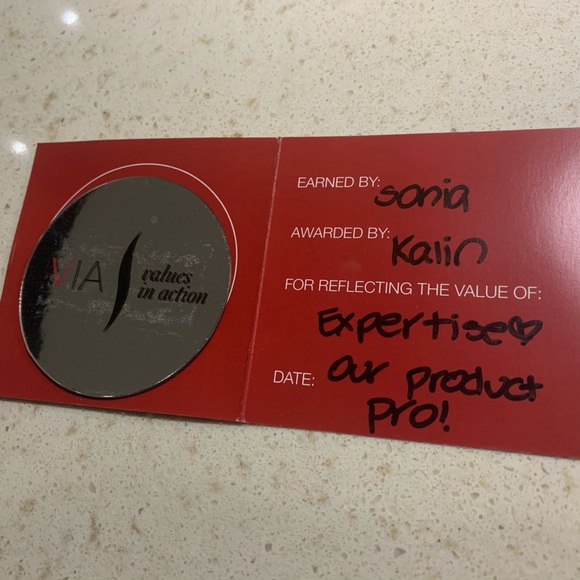 VIA values
in action
EARNED BY: sonia
AWARDED BY: Kalin
FOR REFLECTING THE VALUE OF:
Expertise♡
DATE: our product
pro!